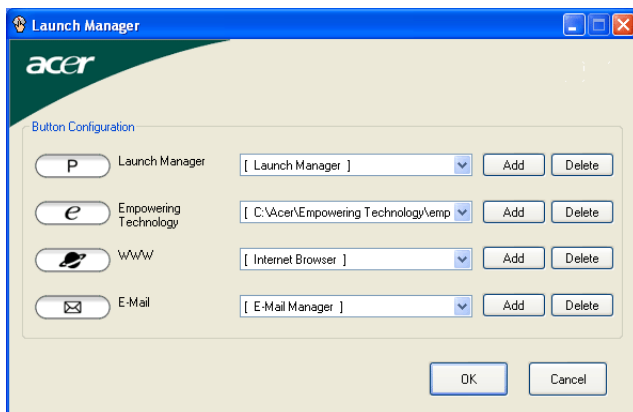 Launch Manager
acer
Button Configuration
P Launch Manager [ Launch Manager ] Add Delete
e Empowering Technology [ C:\Acer\Empowering Technology\emp Add Delete
WWW [ Internet Browser ] Add Delete
E-Mail [ E-Mail Manager ] Add Delete
OK Cancel